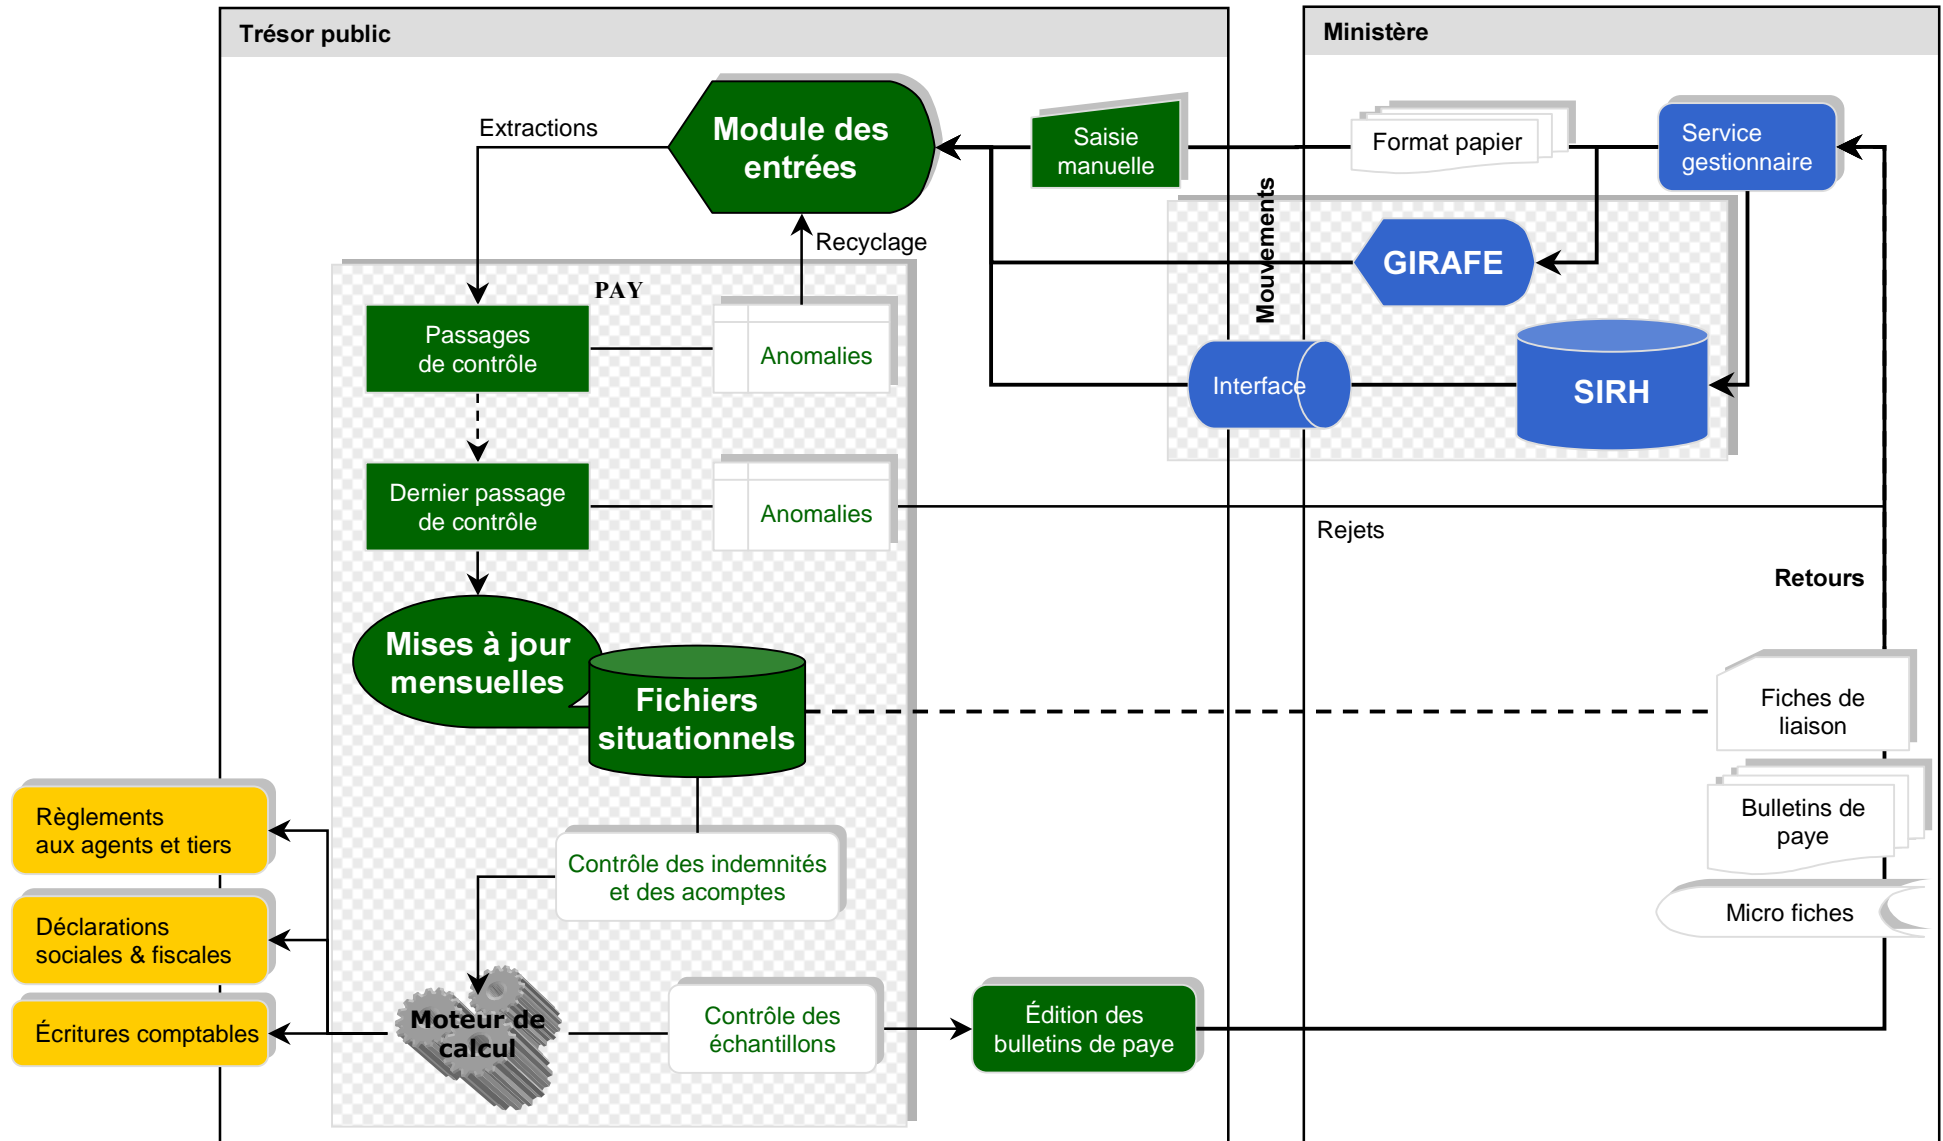 Trésor public
Ministère
Extractions
Module des
entrées
Saisie
manuelle
Format papier
Service
gestionnaire
Mouvements
Recyclage
GIRAFE
PAY
Passages
de contrôle
Anomalies
Interface
SIRH
Dernier passage
de contrôle
Anomalies
Rejets
Retours
Mises à jour
mensuelles
Fichiers
situationnels
Fiches de
liaison
Règlements
aux agents et tiers
Bulletins de
paye
Contrôle des indemnités
et des acomptes
Déclarations
sociales & fiscales
Micro fiches
Écritures comptables
Moteur de
calcul
Contrôle des
échantillons
Édition des
bulletins de paye